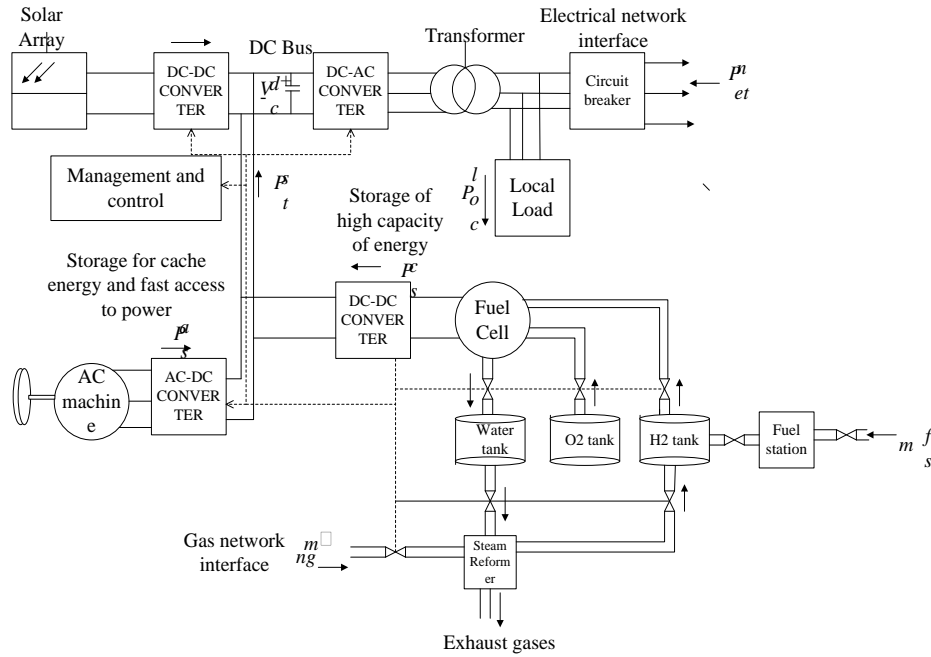 Solar
Array
DC-DC
CONVER
TER
DC Bus
V dc
+
-
DC-AC
CONVER
TER
Transformer
Electrical network
interface
Circuit
breaker
P n
et
Management and
control
P s
t
P l
o
c
Local
Load
Storage of
high capacity
of energy
Storage for cache
energy and fast access
to power
P c
s
DC-DC
CONVER
TER
Fuel
Cell
P a
s
AC
machin
e
AC-DC
CONVER
TER
Water
tank
O2 tank
H2 tank
Fuel
station
m f
s
Gas network
interface
m
ng
Steam
Reform
er
Exhaust gases